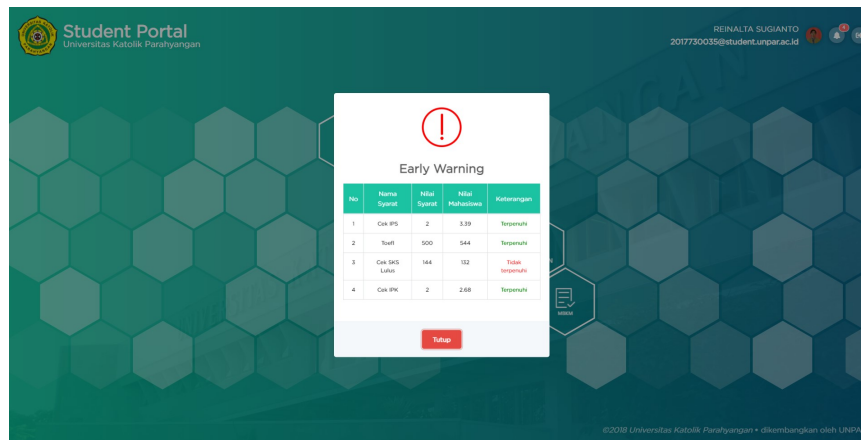 Student Portal
Universitas Katolik Parahyangan
REINALTA SUGIANTO
2017730035@student.unpar.ac.id
Early Warning
No Nama Syarat Nilai Syarat Nilai Mahasiswa Keterangan
1 Cek IPS 2 3.39 Terpenuhi
2 Toefl 500 544 Terpenuhi
3 Cek SKS Lulus 144 132 Tidak terpenuhi
4 Cek IPK 2 2.68 Terpenuhi
MBKM
Tutup
©2018 Universitas Katolik Parahyangan • dikembangkan oleh UNPA